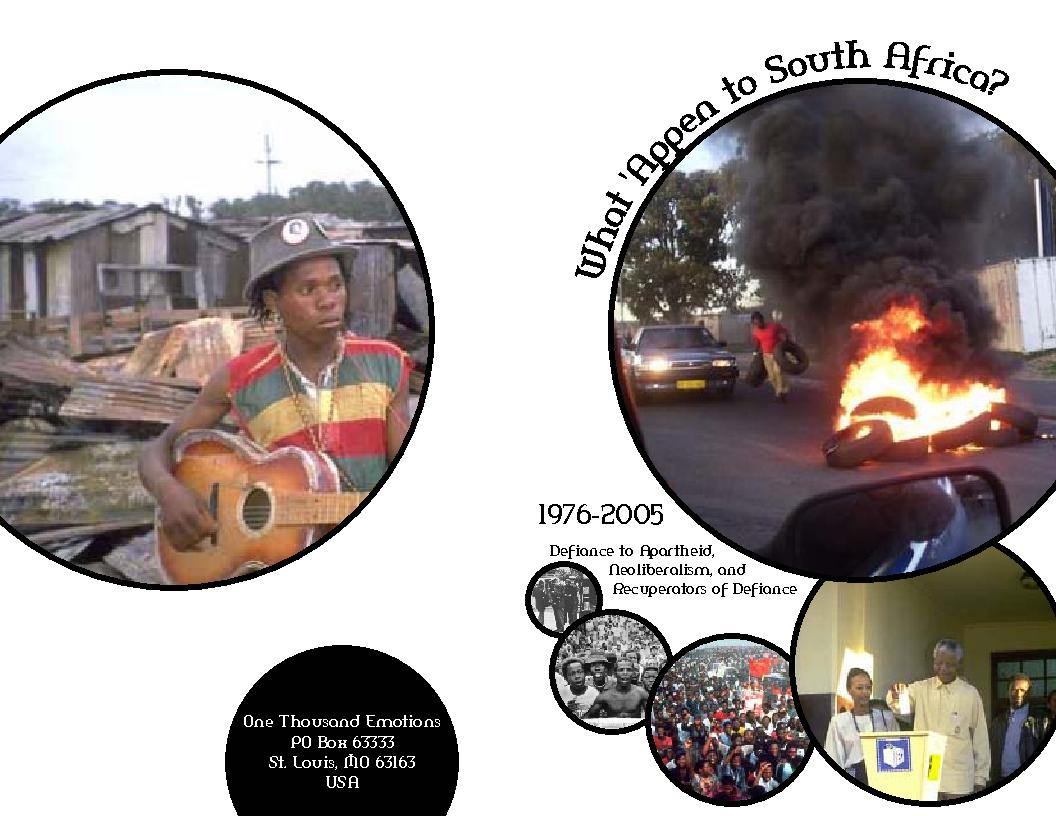 What 'Appen to South Africa?
1976-2005
Defiance to Apartheid,
Neoliberalism, and
Recuperators of Defiance
One Thousand Emotions
PO Box 63333
St. Louis, MO 63163
USA